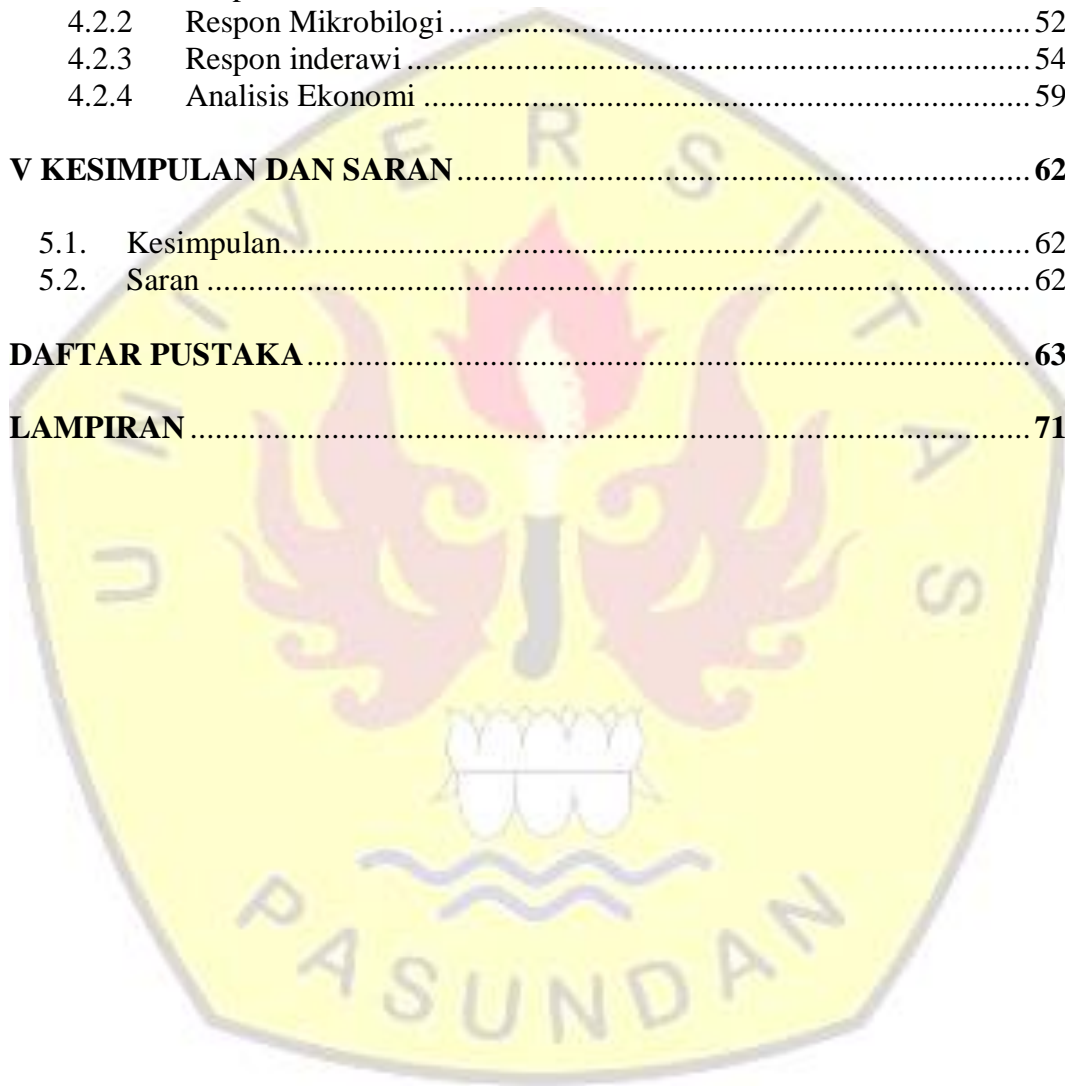 4.2.2 Respon Mikrobilogi ........ 52
4.2.3 Respon inderawi ........ 54
4.2.4 Analisis Ekonomi ........ 59
V KESIMPULAN DAN SARAN ........ 62
5.1. Kesimpulan ........ 62
5.2. Saran ........ 62
DAFTAR PUSTAKA ........ 63
LAMPIRAN ........ 71
UNIVERSITAS
PASUNDAN